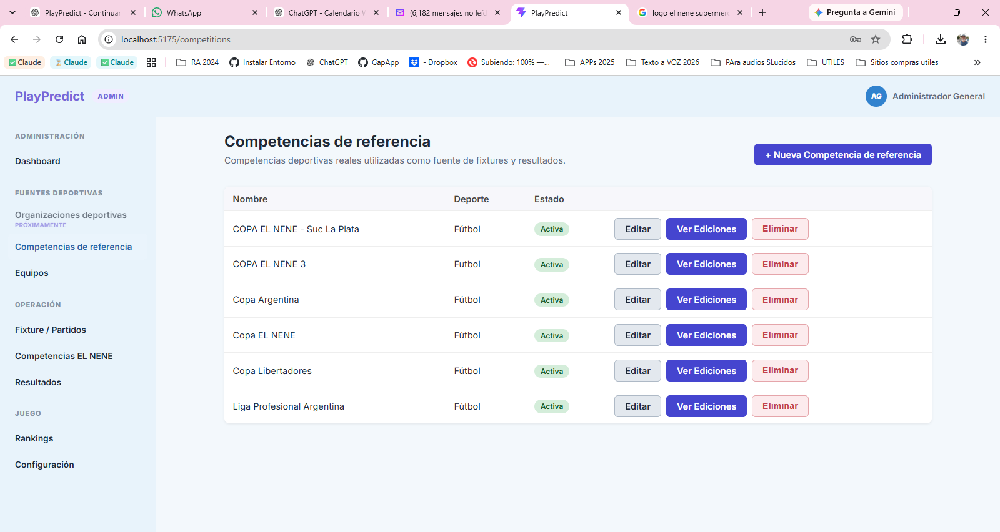 PlayPredict - Continuar
WhatsApp
ChatGPT - Calendario
(6,182 mensajes no leíd
PlayPredict
logo el nene superme
Pregunta a Gemini
localhost:5175/competitions
Claude
Claude
Claude
RA 2024
Instalar Entorno
ChatGPT
GapApp
- Dropbox
Subiendo: 100% —...
APPs 2025
Texto a VOZ 2026
PAra audios SLucidos
UTILES
Sitios compras utiles
PlayPredict ADMIN
AG Administrador General
ADMINISTRACIÓN
Dashboard
FUENTES DEPORTIVAS
Organizaciones deportivas
PRÓXIMAMENTE
Competencias de referencia
Equipos
OPERACIÓN
Fixture / Partidos
Competencias EL NENE
Resultados
JUEGO
Rankings
Configuración
Competencias de referencia
Competencias deportivas reales utilizadas como fuente de fixtures y resultados.
+ Nueva Competencia de referencia
Nombre Deporte Estado
COPA EL NENE - Suc La Plata Fútbol Activa Editar Ver Ediciones Eliminar
COPA EL NENE 3 Futbol Activa Editar Ver Ediciones Eliminar
Copa Argentina Fútbol Activa Editar Ver Ediciones Eliminar
Copa EL NENE Fútbol Activa Editar Ver Ediciones Eliminar
Copa Libertadores Fútbol Activa Editar Ver Ediciones Eliminar
Liga Profesional Argentina Fútbol Activa Editar Ver Ediciones Eliminar